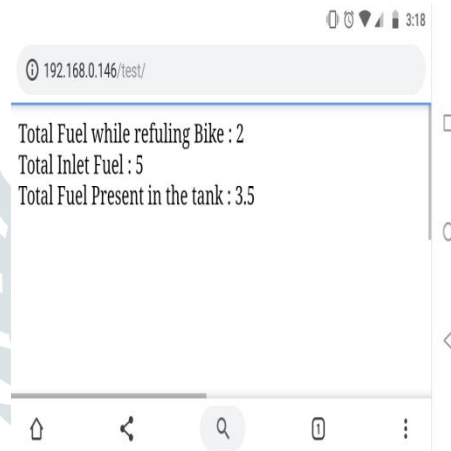 3:18
192.168.0.146/test/
Total Fuel while refuling Bike : 2
Total Inlet Fuel : 5
Total Fuel Present in the tank : 3.5
1